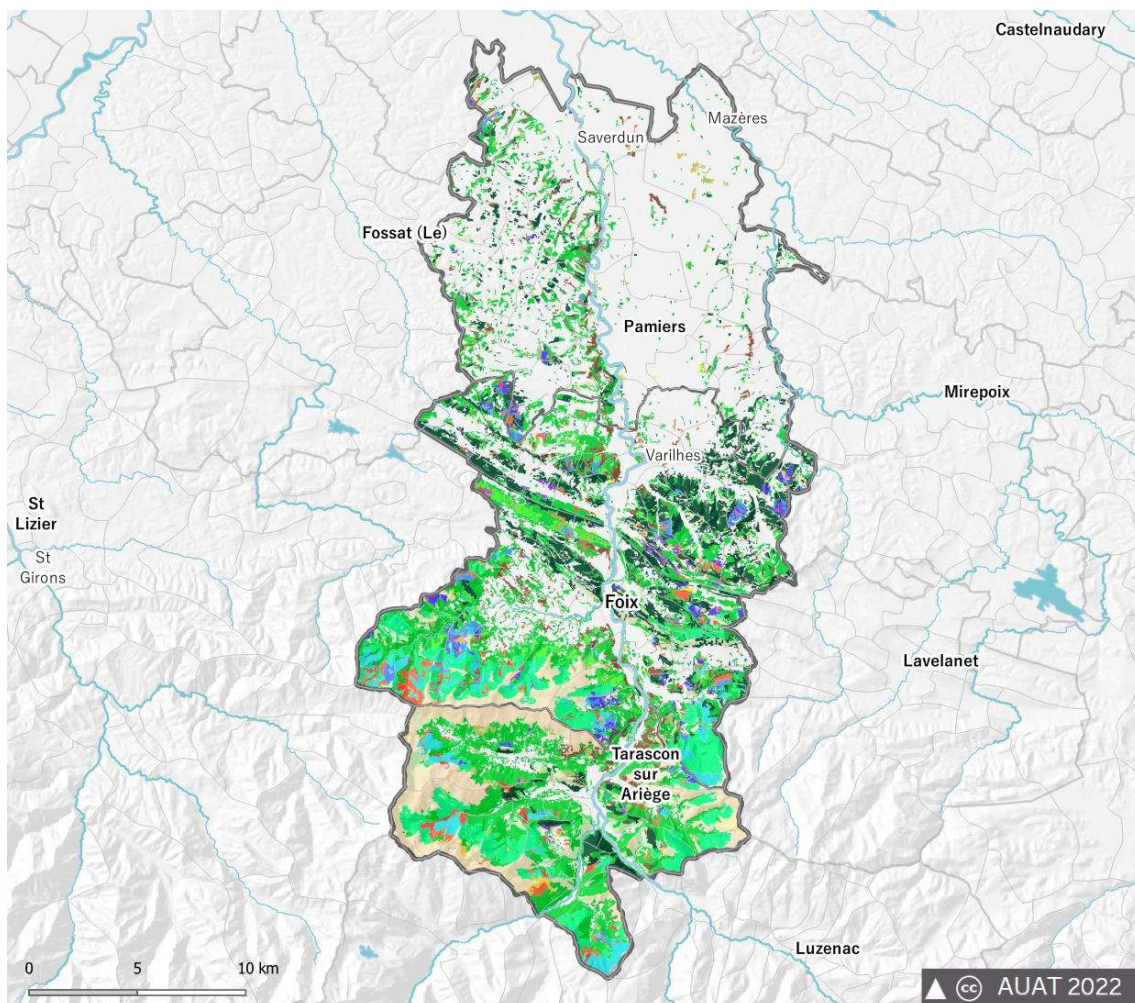 Castelnaudary
Mazères
Saverdun
Fossat (Le)
Pamiers
Mirepoix
Varilhes
St
Lizier
St
Girons
Foix
Lavelanet
Tarascon
sur
Ariège
Luzenac
0 5 10 km
cc AUAT 2022